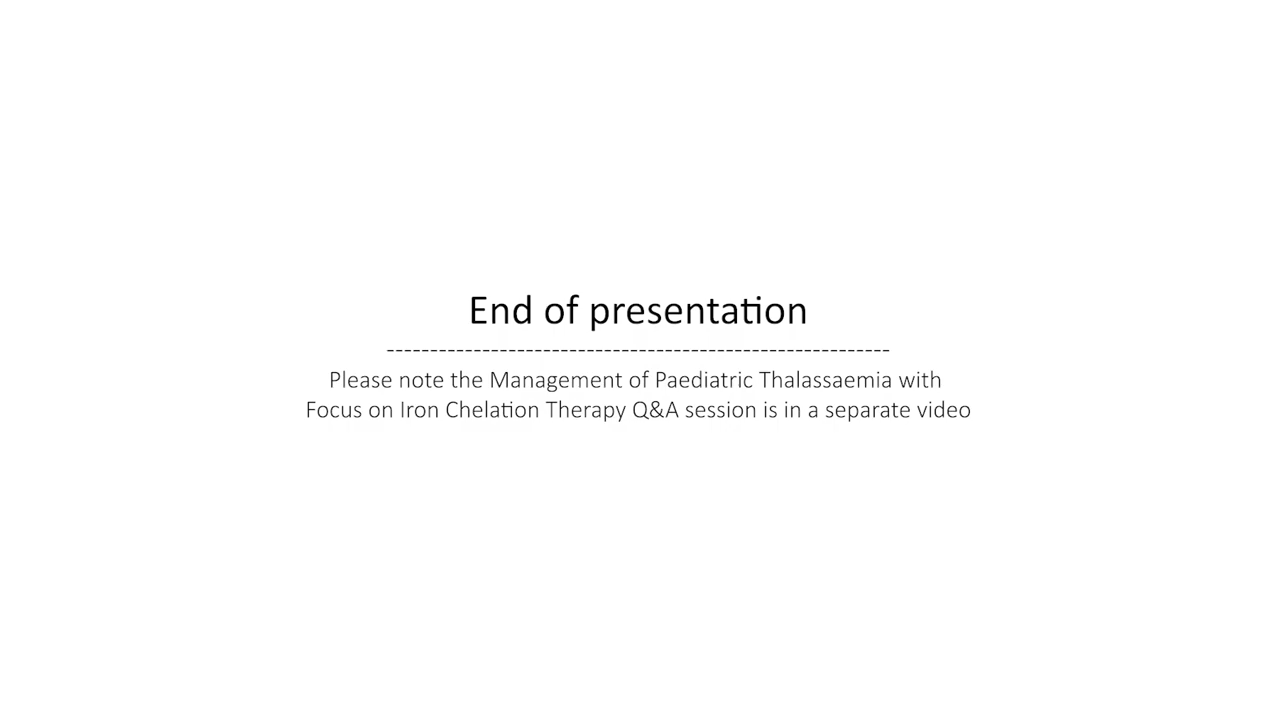 End of presentation
----------------------------------------------------------
Please note the Management of Paediatric Thalassaemia with
Focus on Iron Chelation Therapy Q&A session is in a separate video